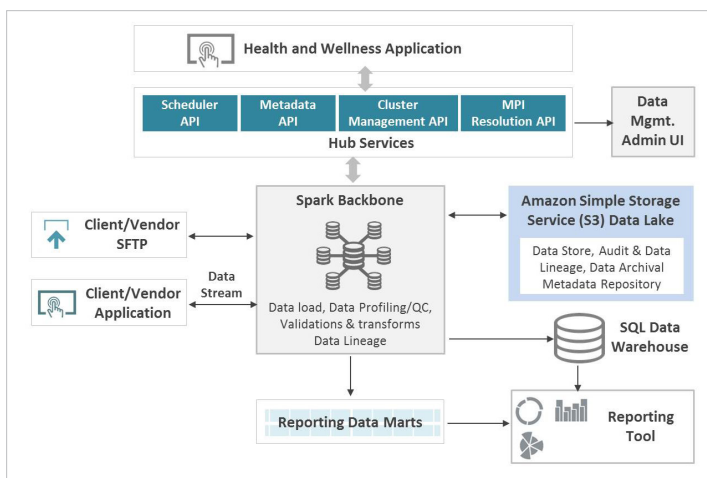 Health and Wellness Application
Scheduler
API
Metadata
API
Cluster
Management API
MPI
Resolution API
Hub Services
Data
Mgmt.
Admin UI
Spark Backbone
Data load, Data Profiling/QC,
Validations & transforms
Data Lineage
Client/Vendor
SFTP
Client/Vendor
Application
Data
Stream
Amazon Simple Storage
Service (S3) Data Lake
Data Store, Audit & Data
Lineage, Data Archival
Metadata Repository
SQL Data
Warehouse
Reporting Data Marts
Reporting
Tool